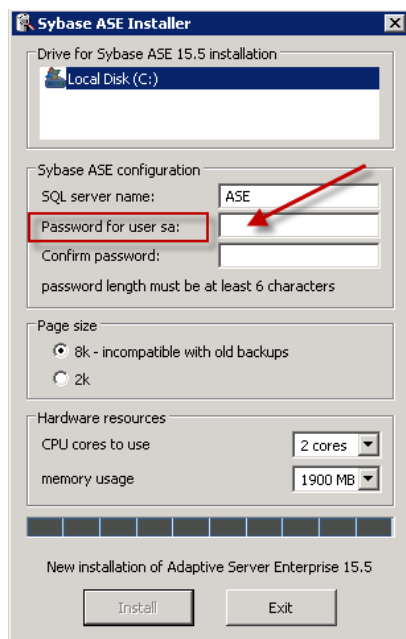 Sybase ASE Installer
Drive for Sybase ASE 15.5 installation
Local Disk (C:)
Sybase ASE configuration
SQL server name: ASE
Password for user sa:
Confirm password:
password length must be at least 6 characters
Page size
8k - incompatible with old backups
2k
Hardware resources
CPU cores to use 2 cores
memory usage 1900 MB
New installation of Adaptive Server Enterprise 15.5
Install Exit